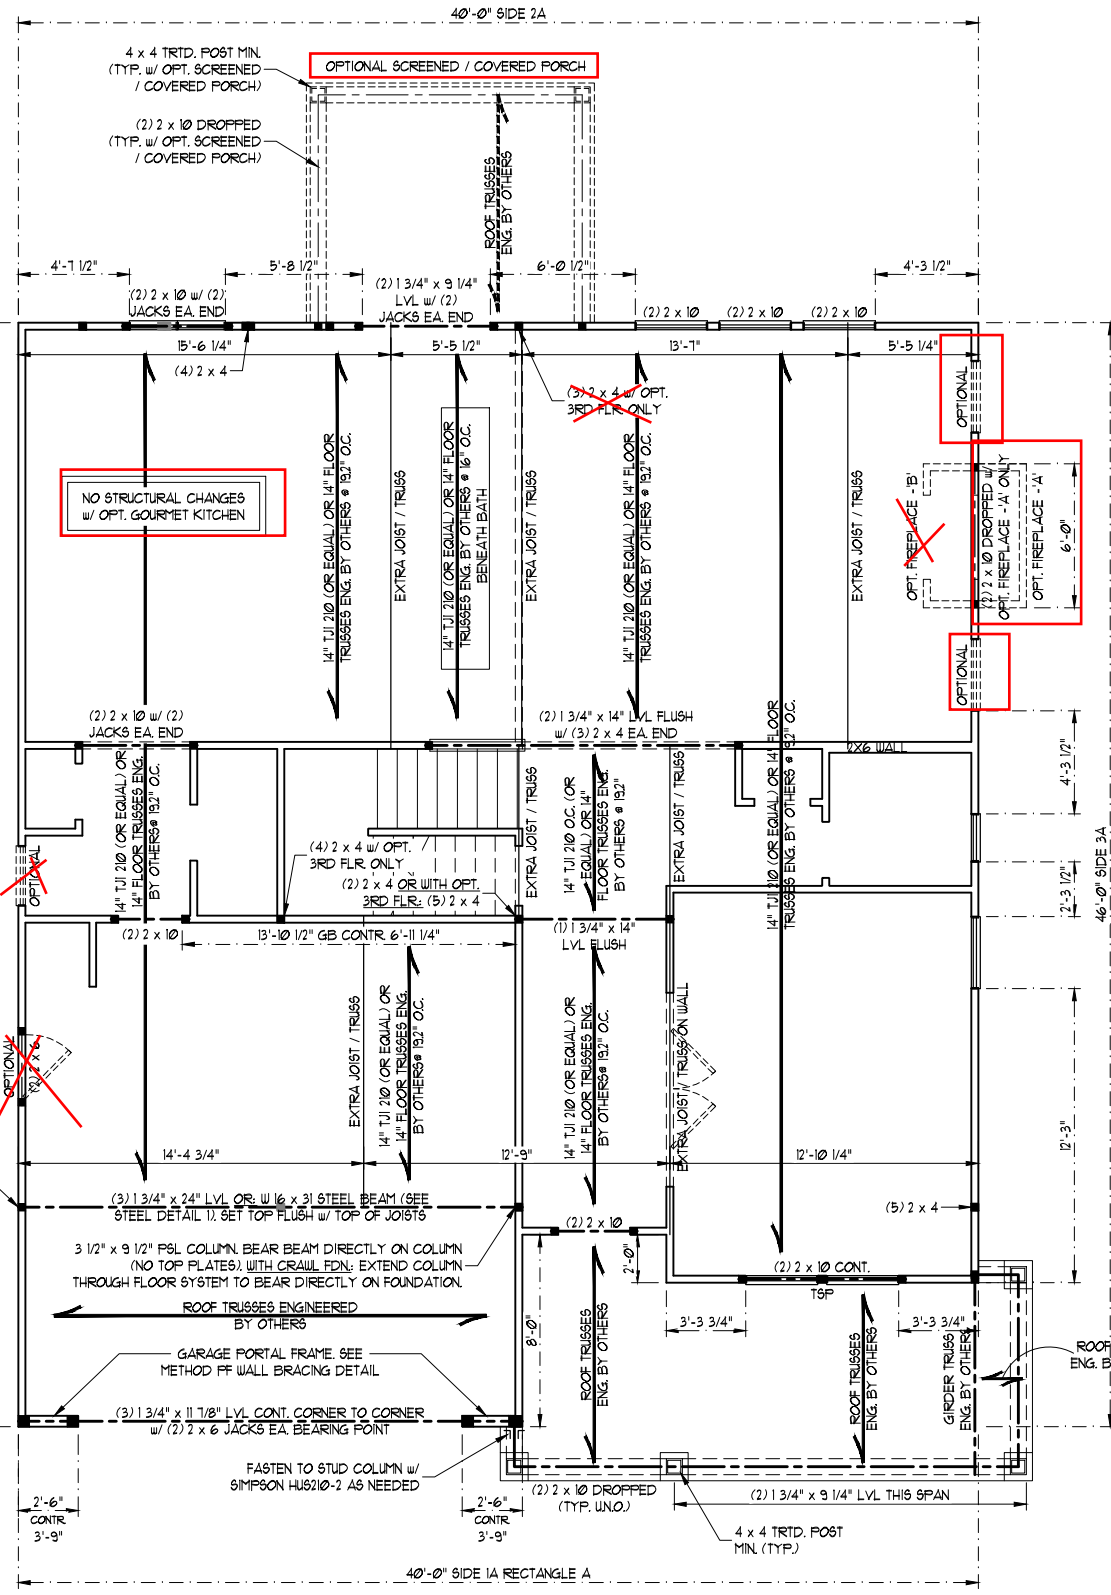 40'-0" SIDE 2A
4 x 4 TRTD. POST MIN.
(TYP. w/ OPT. SCREENED
/ COVERED PORCH)
OPTIONAL SCREENED / COVERED PORCH
(2) 2 x 10 DROPPED
(TYP. w/ OPT. SCREENED
/ COVERED PORCH)
ROOF TRUSSES
ENG. BY OTHERS
4'-7 1/2"
5'-8 1/2"
6'-0 1/2"
4'-3 1/2"
(2) 2 x 10 w/ (2)
JACKS EA. END
(2) 1 3/4" x 9 1/4"
LVL w/ (2)
JACKS EA. END
(2) 2 x 10
(2) 2 x 10
(2) 2 x 10
15'-6 1/4"
5'-5 1/2"
13'-7"
5'-5 1/4"
(4) 2 x 4
(3) 2 x 4 w/ OPT.
3RD FLR. ONLY
OPTIONAL
NO STRUCTURAL CHANGES
w/ OPT. GOURMET KITCHEN
14" TJI 210 (OR EQUAL) OR 14" FLOOR
TRUSSES ENG. BY OTHERS @ 19.2" O.C.
EXTRA JOIST / TRUSS
14" TJI 210 (OR EQUAL) OR 14" FLOOR
TRUSSES ENG. BY OTHERS @ 16" O.C.
BENEATH BATH
EXTRA JOIST / TRUSS
14" TJI 210 (OR EQUAL) OR 14" FLOOR
TRUSSES ENG. BY OTHERS @ 19.2" O.C.
EXTRA JOIST / TRUSS
OPT. FIREPLACE - 'B'
(2) 2 x 10 DROPPED w/
OPT. FIREPLACE - 'A' ONLY
OPT. FIREPLACE - 'A'
6'-0"
OPTIONAL
(2) 2 x 10 w/ (2)
JACKS EA. END
(2) 1 3/4" x 14" LVL FLUSH
w/ (3) 2 x 4 EA. END
2X6 WALL
14" TJI 210 (OR EQUAL) OR 14" FLOOR
TRUSSES ENG. BY OTHERS @ 19.2" O.C.
4'-3 1/2"
14" TJI 210 (OR EQUAL) OR
14" FLOOR TRUSSES ENG.
BY OTHERS @ 19.2" O.C.
EXTRA JOIST / TRUSS
14" TJI 210 O.C. (OR
EQUAL) OR 14"
FLOOR TRUSSES ENG.
BY OTHERS @ 19.2"
EXTRA JOIST / TRUSS
OPTIONAL
(4) 2 x 4 w/ OPT.
3RD FLR ONLY
(2) 2 x 4 OR WITH OPT.
3RD FLR.: (5) 2 x 4
2'-3 1/2"
46'-0" SIDE 3A
(2) 2 x 10
13'-10 1/2" GB CONTR. 6'-11 1/4"
(1) 1 3/4" x 14"
LVL FLUSH
OPTIONAL
(2) 2 x 6
EXTRA JOIST / TRUSS
14" TJI 210 (OR EQUAL) OR
14" FLOOR TRUSSES ENG.
BY OTHERS @ 19.2" O.C.
14" TJI 210 (OR EQUAL) OR
14" FLOOR TRUSSES ENG.
BY OTHERS @ 19.2" O.C.
EXTRA JOIST / TRUSS ON WALL
12'-3"
14'-4 3/4"
12'-9"
12'-10 1/4"
(3) 1 3/4" x 24" LVL OR: W 16 x 31 STEEL BEAM (SEE
STEEL DETAIL 1). SET TOP FLUSH w/ TOP OF JOISTS
(5) 2 x 4
(2) 2 x 10
3 1/2" x 9 1/2" PSL COLUMN. BEAR BEAM DIRECTLY ON COLUMN
(NO TOP PLATES). WITH CRAWL FDN.: EXTEND COLUMN
THROUGH FLOOR SYSTEM TO BEAR DIRECTLY ON FOUNDATION.
2'-0"
(2) 2 x 10 CONT.
TSP
ROOF TRUSSES ENGINEERED
BY OTHERS
8'-0"
3'-3 3/4"
3'-3 3/4"
GARAGE PORTAL FRAME. SEE
METHOD PF WALL BRACING DETAIL
ROOF TRUSSES
ENG. BY OTHERS
ROOF TRUSSES
ENG. BY OTHERS
GIRDER TRUSS
ENG. BY OTHERS
ROOF
ENG. B
(3) 1 3/4" x 11 7/8" LVL CONT. CORNER TO CORNER
w/ (2) 2 x 6 JACKS EA. BEARING POINT
FASTEN TO STUD COLUMN w/
SIMPSON HUS210-2 AS NEEDED
(2) 2 x 10 DROPPED
(TYP. U.N.O.)
(2) 1 3/4" x 9 1/4" LVL THIS SPAN
2'-6"
CONTR.
3'-9"
2'-6"
CONTR.
3'-9"
4 x 4 TRTD. POST
MIN. (TYP.)
40'-0" SIDE 1A RECTANGLE A